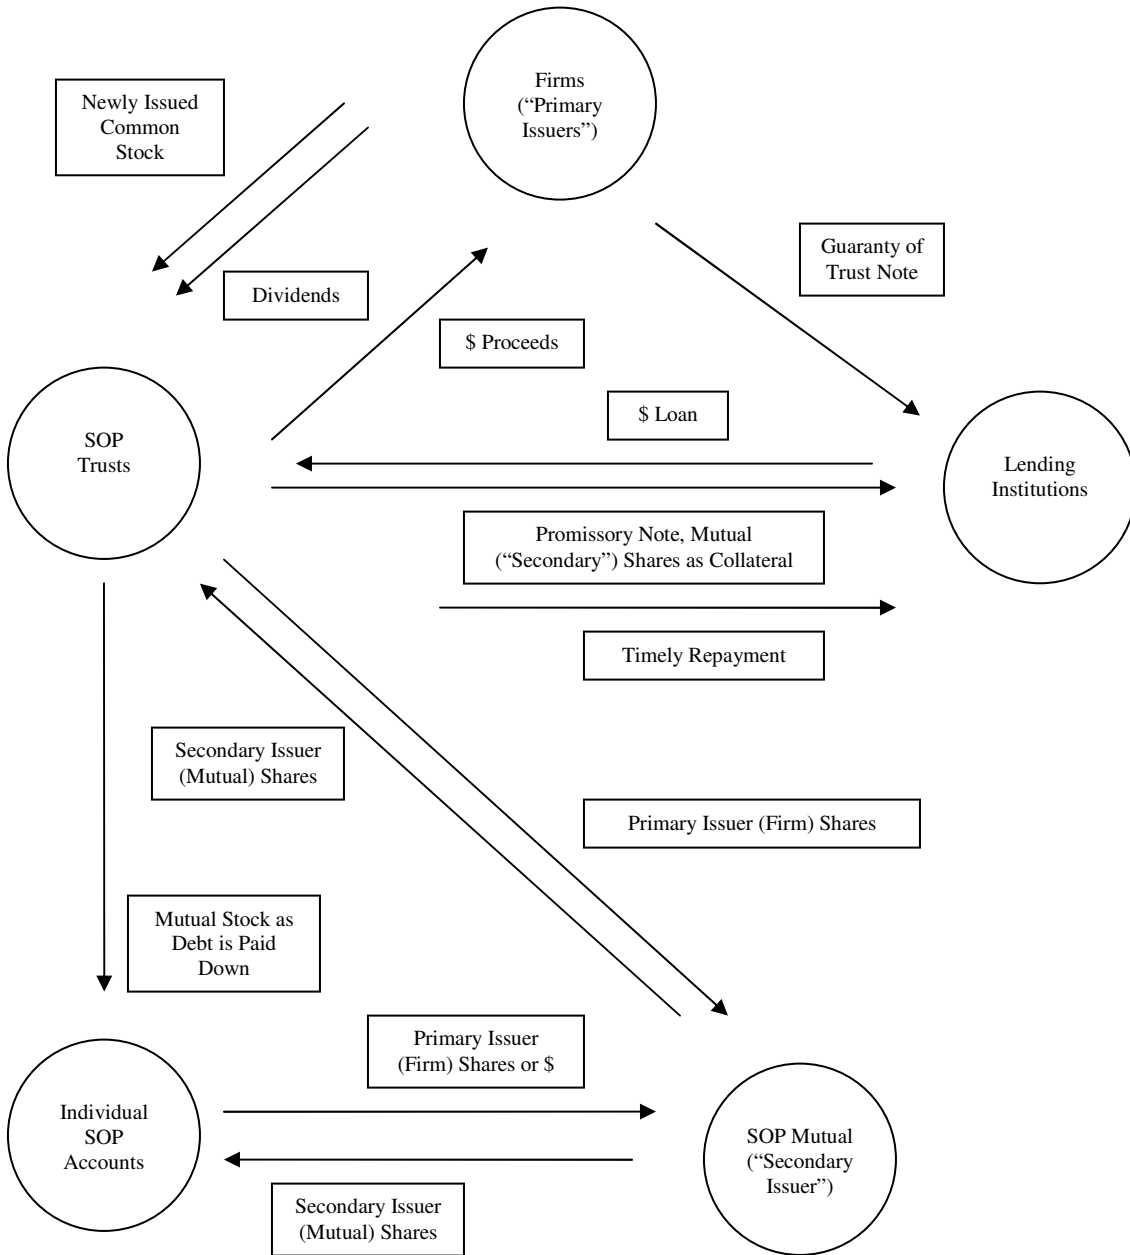 Firms
(“Primary
Issuers”)
Newly Issued
Common
Stock
Guaranty of
Trust Note
Dividends
$ Proceeds
$ Loan
SOP
Trusts
Lending
Institutions
Promissory Note, Mutual
(“Secondary”) Shares as Collateral
Timely Repayment
Secondary Issuer
(Mutual) Shares
Primary Issuer (Firm) Shares
Mutual Stock as
Debt is Paid
Down
Primary Issuer
(Firm) Shares or $
Individual
SOP
Accounts
SOP Mutual
(“Secondary
Issuer”)
Secondary Issuer
(Mutual) Shares